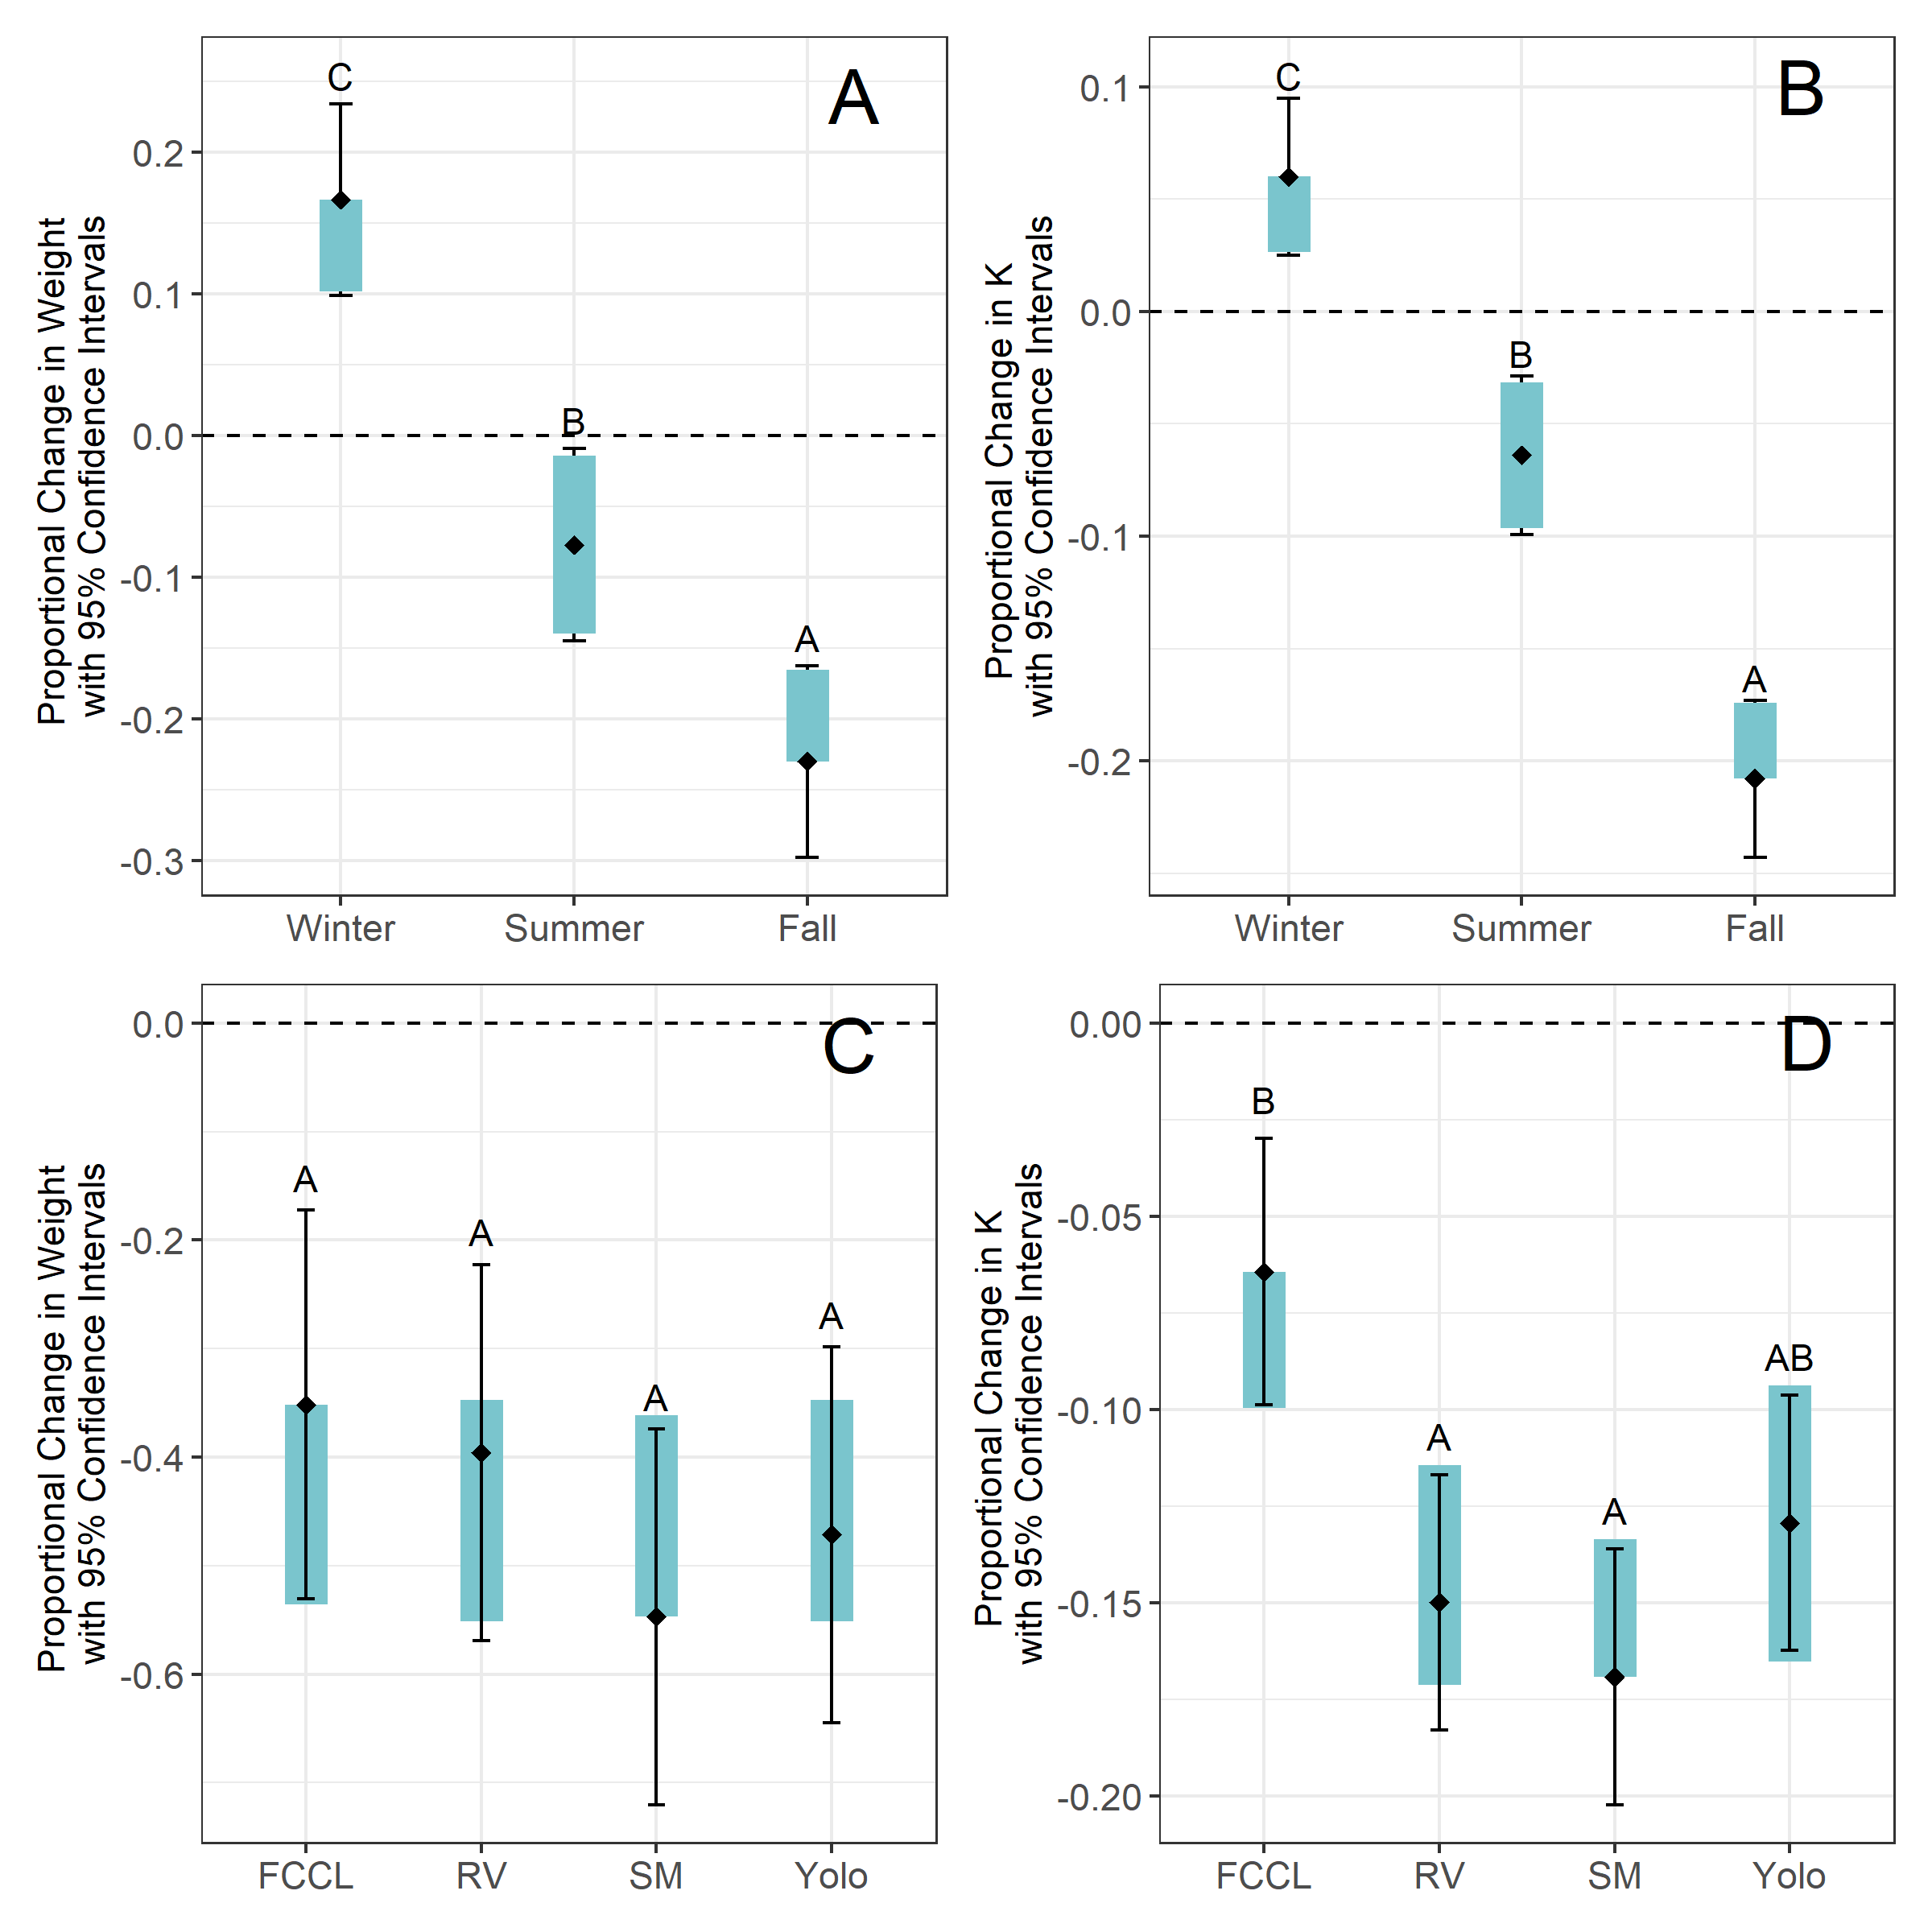 A
C
B
A
0.2
0.1
0.0
-0.1
-0.2
-0.3
Proportional Change in Weight
with 95% Confidence Intervals
Winter Summer Fall
B
C
B
A
0.1
0.0
-0.1
-0.2
Proportional Change in K
with 95% Confidence Intervals
Winter Summer Fall
C
A
A
A
A
0.0
-0.2
-0.4
-0.6
Proportional Change in Weight
with 95% Confidence Intervals
FCCL RV SM Yolo
D
B
A
A
AB
0.00
-0.05
-0.10
-0.15
-0.20
Proportional Change in K
with 95% Confidence Intervals
FCCL RV SM Yolo